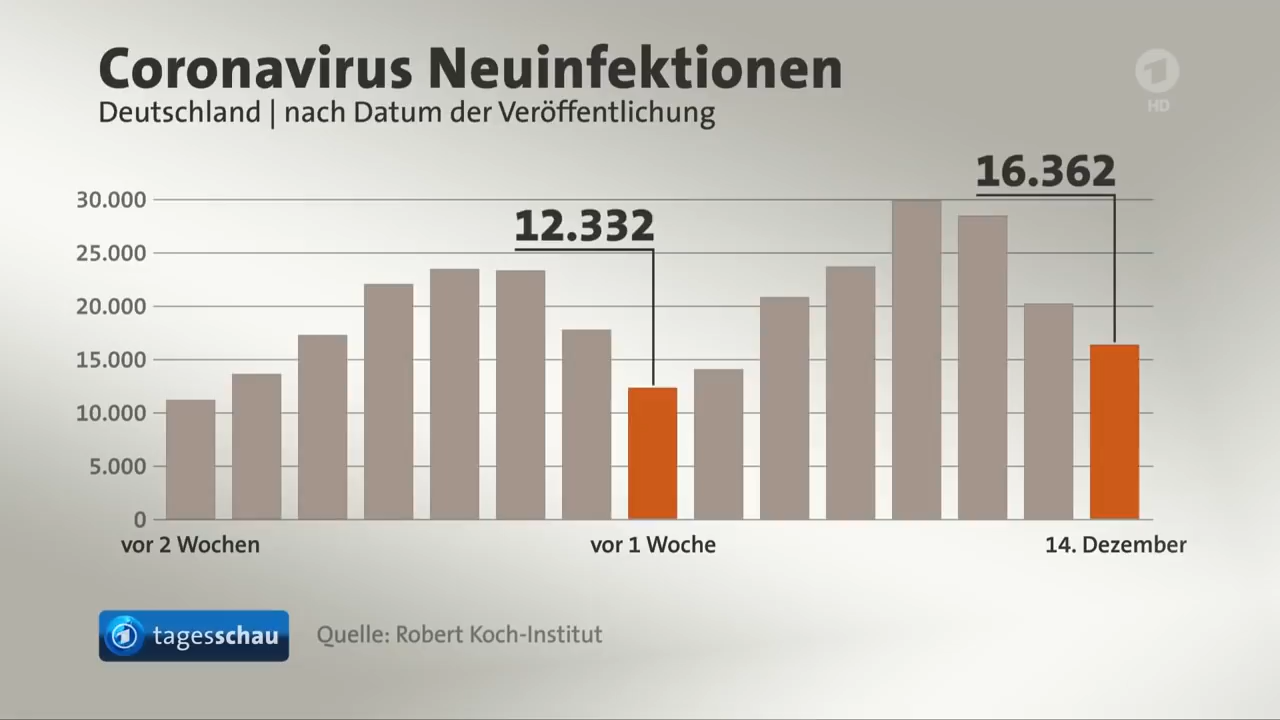 Coronavirus Neuinfektionen
Deutschland | nach Datum der Veröffentlichung
1
HD
16.362
12.332
30.000
25.000
20.000
15.000
10.000
5.000
0
vor 2 Wochen
vor 1 Woche
14. Dezember
1 tagesschau
Quelle: Robert Koch-Institut